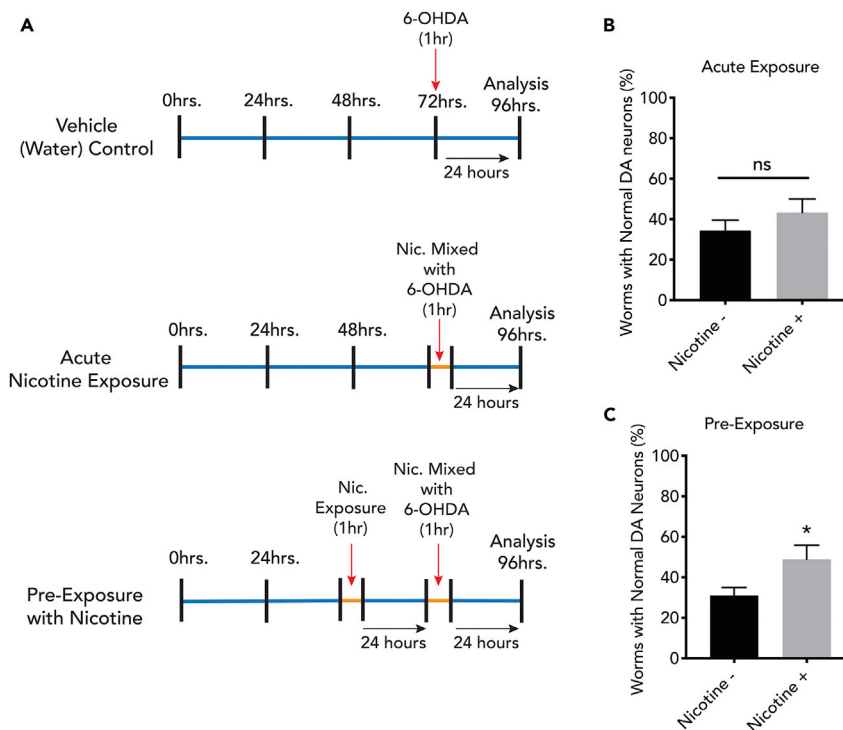 A
6-OHDA
(1hr)
0hrs.
24hrs.
48hrs.
72hrs.
Analysis
96hrs.
Vehicle
(Water) Control
24 hours
Nic. Mixed
with
6-OHDA
(1hr)
0hrs.
24hrs.
48hrs.
Analysis
96hrs.
Acute
Nicotine Exposure
24 hours
Nic.
Exposure
(1hr)
Nic. Mixed
with
6-OHDA
(1hr)
0hrs.
24hrs.
Analysis
96hrs.
Pre-Exposure
with Nicotine
24 hours
24 hours
B
Acute Exposure
Worms with Normal DA neurons (%)
100
80
60
40
20
0
ns
Nicotine -
Nicotine +
C
Pre-Exposure
Worms with Normal DA Neurons (%)
100
80
60
40
20
0
*
Nicotine -
Nicotine +